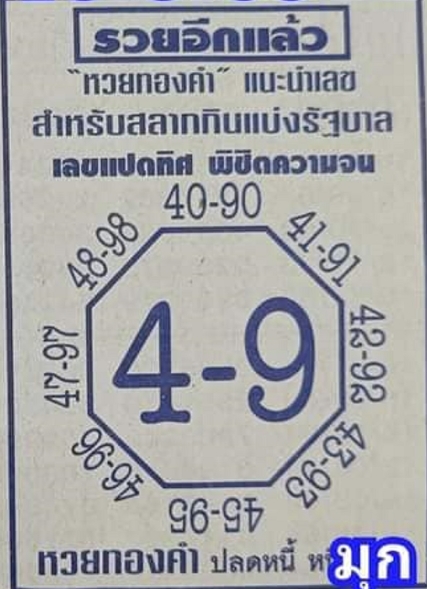 รวยอีกแล้ว
"หวยทองคำ" แนะนำเลข
สำหรับสลากกินแบ่งรัฐบาล
เลขแปดทิศ พิชิตความจน
40-90
41-91
42-92
43-93
45-95
46-96
47-97
48-98
4-9
หวยทองคำ ปลดหนี้
มุก